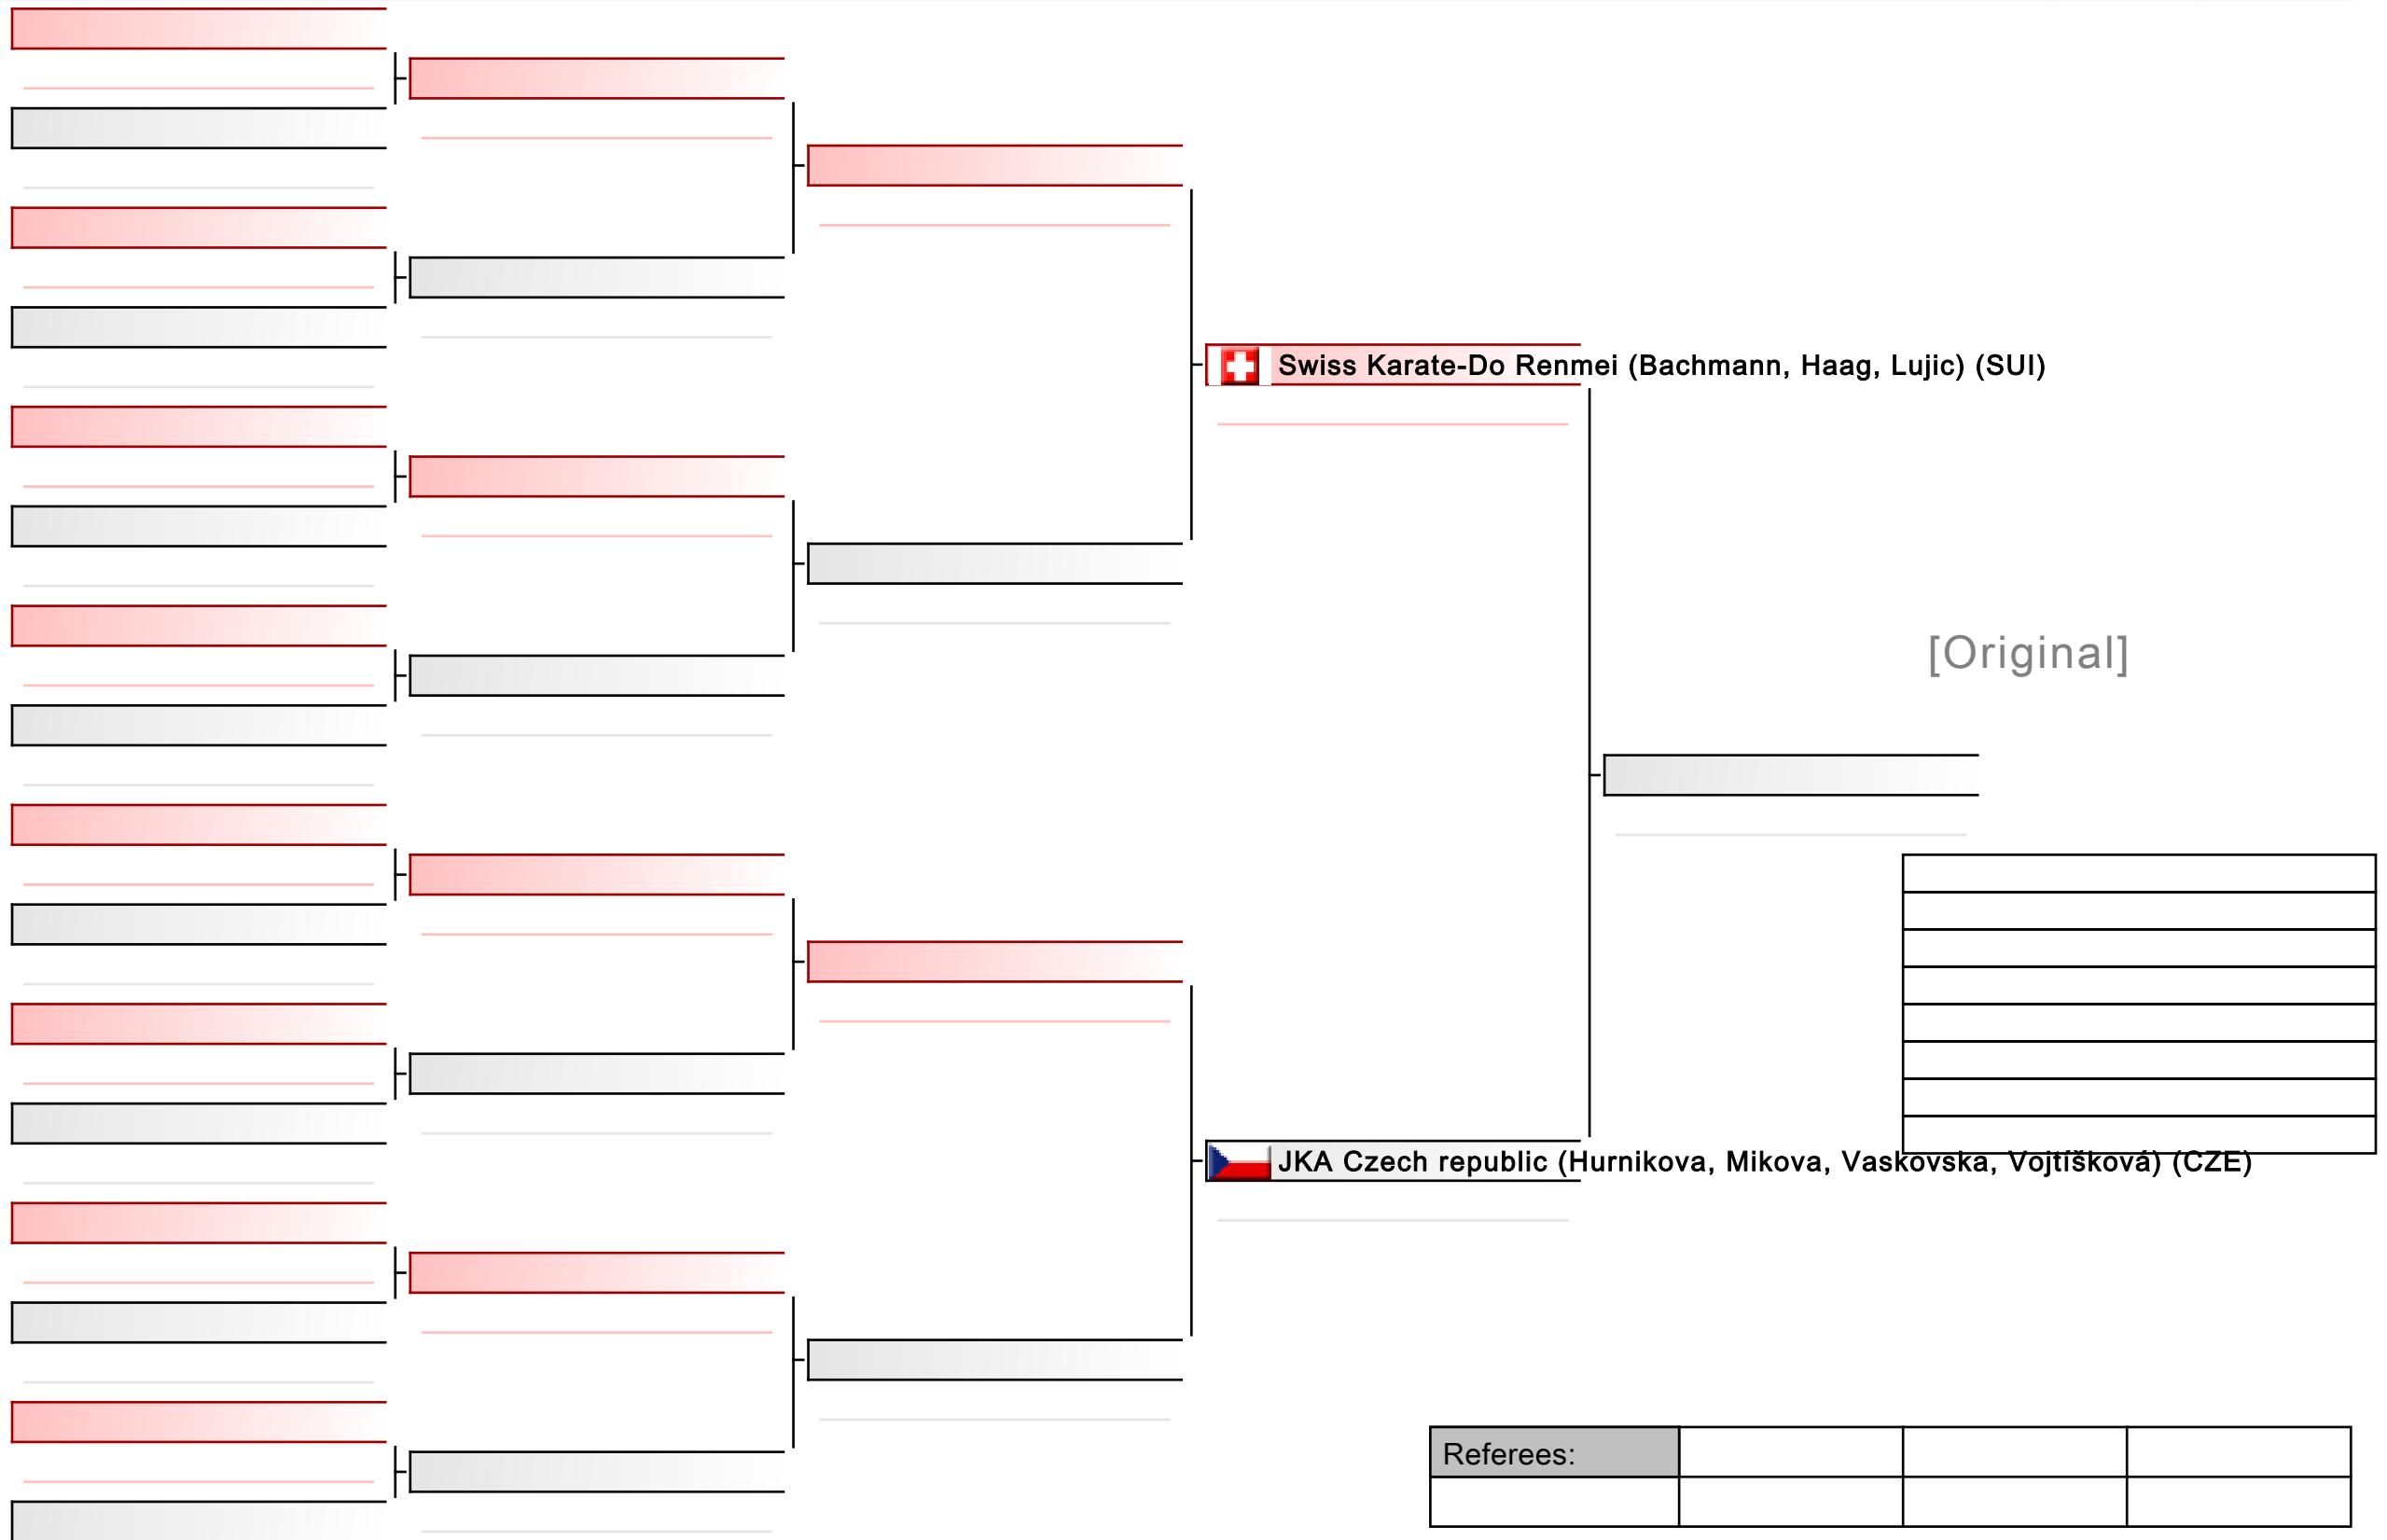 Swiss Karate-Do Renmei (Bachmann, Haag, Lujic) (SUI)
[Original]
JKA Czech republic (Hurnikova, Mikova, Vaskovska, Vojtíšková) (CZE)
Referees: